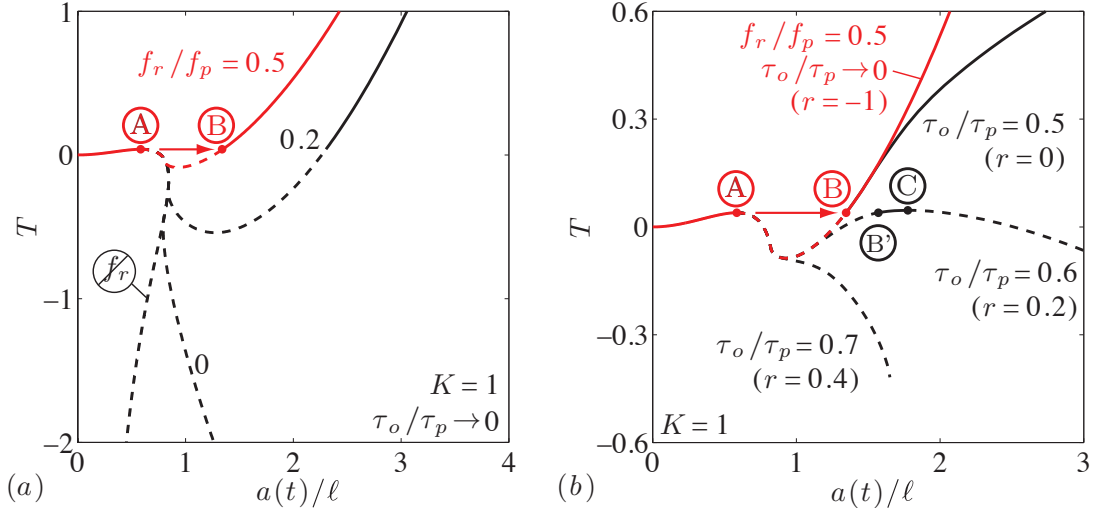 1
0
−1
−2
T
f_r/f_p = 0.5
A
B
0.2
f_r
0
K = 1
τ_o/τ_p → 0
0
1
2
3
4
(a)
a(t)/ℓ
0.6
0.3
0
−0.3
−0.6
T
f_r/f_p = 0.5
τ_o/τ_p → 0
(r = −1)
τ_o/τ_p = 0.5
(r = 0)
A
B
C
B'
τ_o/τ_p = 0.6
(r = 0.2)
τ_o/τ_p = 0.7
(r = 0.4)
K = 1
0
1
2
3
(b)
a(t)/ℓ